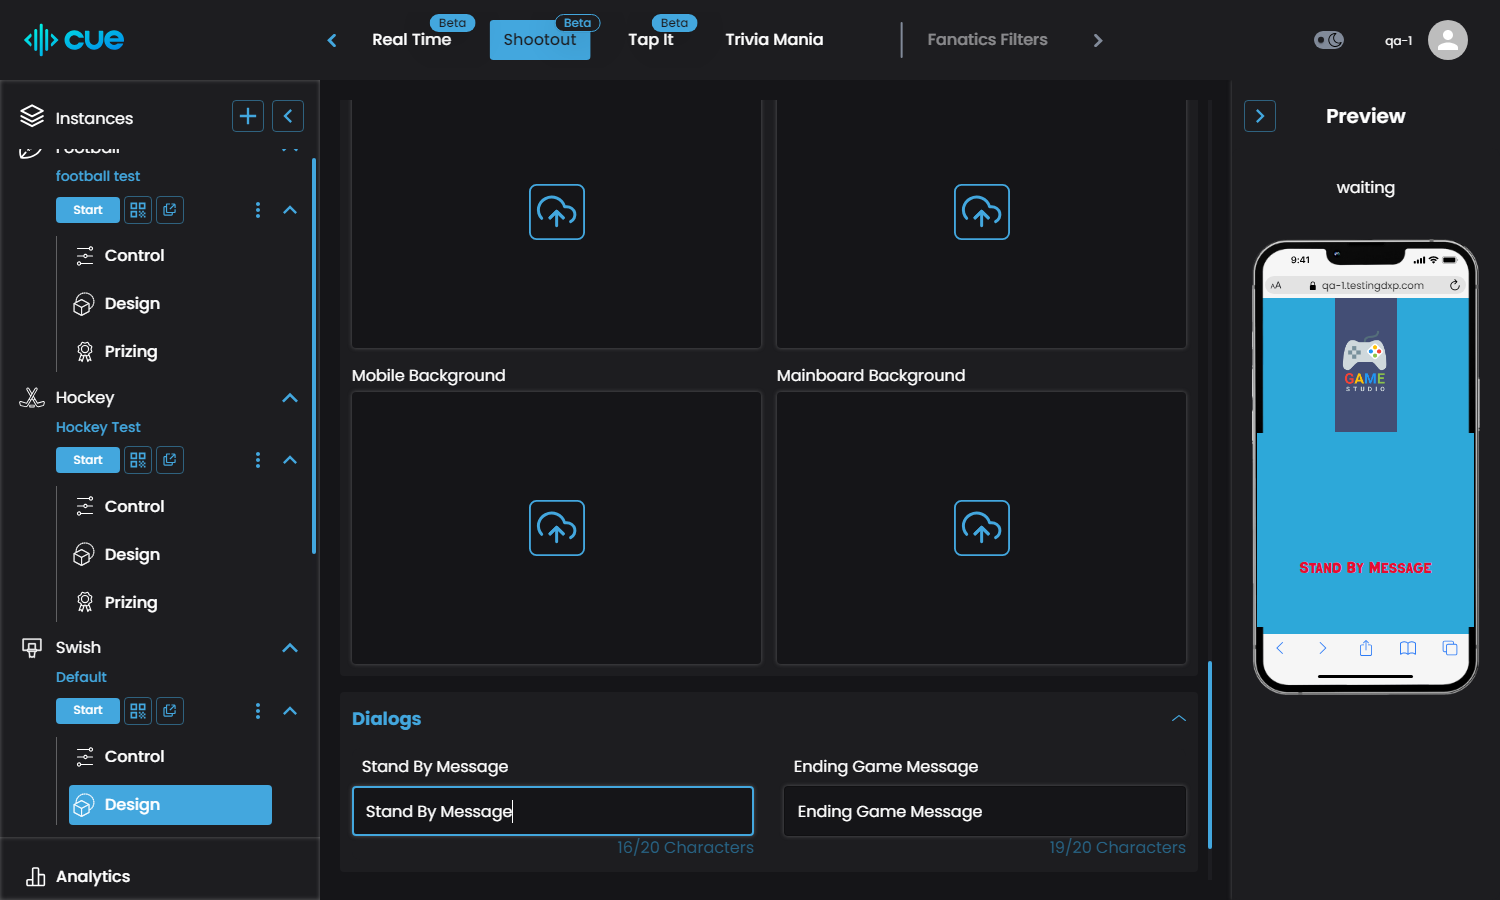 cue
Real Time
Beta
Shootout
Beta
Tap It
Beta
Trivia Mania
Fanatics Filters
qa-1
Instances
Football
football test
Start
Control
Design
Prizing
Hockey
Hockey Test
Start
Control
Design
Prizing
Swish
Default
Start
Control
Design
Analytics
Mobile Background
Mainboard Background
Dialogs
Stand By Message
Stand By Message
16/20 Characters
Ending Game Message
Ending Game Message
19/20 Characters
Preview
waiting
9:41
AA
qa-1.testingdxp.com
GAME
STUDIO
Stand By Message